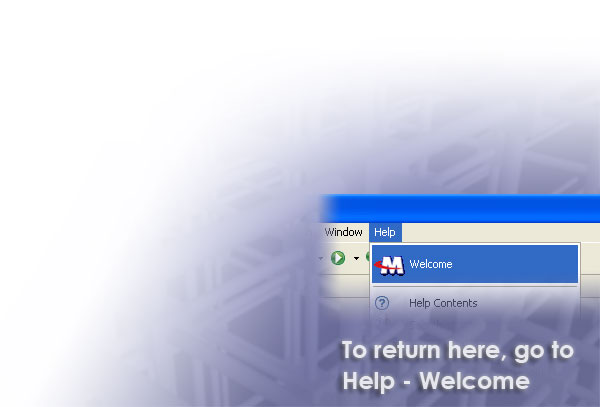 Window Help
Welcome
Help Contents
To return here, go to
Help - Welcome